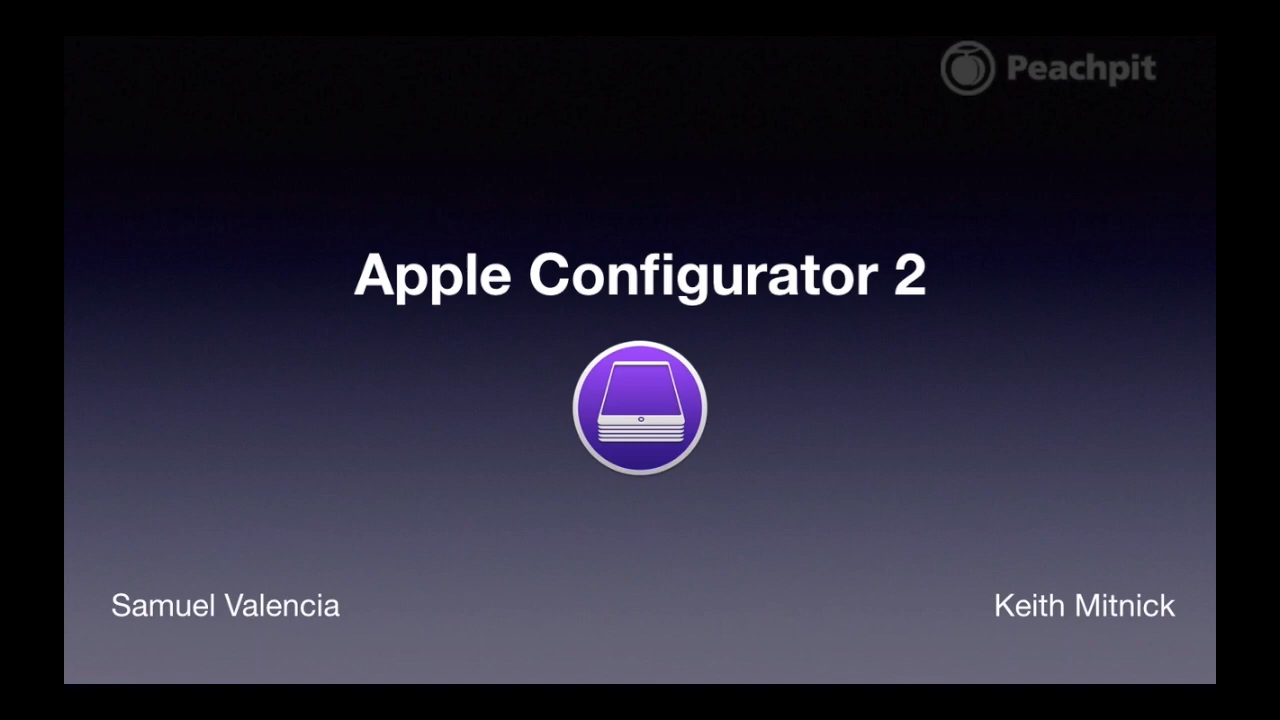 Peachpit
Apple Configurator 2
Samuel Valencia
Keith Mitnick